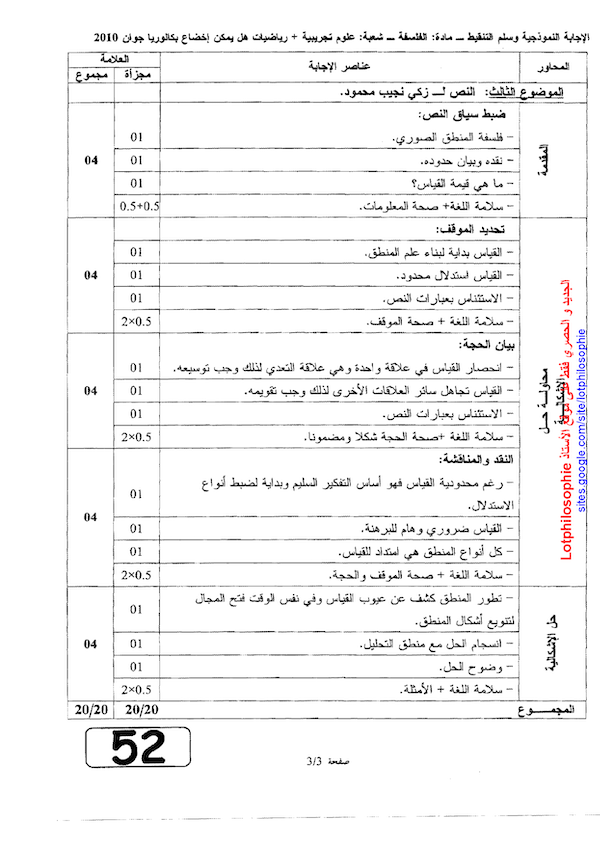 الإجابة النموذجية وسلم التنقيط ــ مادة: الفلسفة ــ شعبة: علوم تجريبية + رياضيات هل يمكن إخضاع بكالوريا جوان 2010
المحاور
عناصر الإجابة
العلامة
مجزأة
مجموع
الموضوع الثالث: النص لــ زكي نجيب محمود.
المقدمة
ضبط سياق النص:
– فلسفة المنطق الصوري.
01
– نقده وبيان حدوده.
01
04
– ما هي قيمة القياس؟
01
– سلامة اللغة+ صحة المعلومات.
0.5+0.5
محاولة حل الإشكالية
تحديد الموقف:
– القياس بداية لبناء علم المنطق.
01
– القياس استدلال محدود.
01
04
– الاستئناس بعبارات النص.
01
– سلامة اللغة + صحة الموقف.
2×0.5
بيان الحجة:
– انحصار القياس في علاقة واحدة وهي علاقة التعدي لذلك وجب توسيعه.
01
– القياس تجاهل سائر العلاقات الأخرى لذلك وجب تقويمه.
01
04
– الاستئناس بعبارات النص.
01
– سلامة اللغة +صحة الحجة شكلا ومضمونا.
2×0.5
النقد والمناقشة:
– رغم محدودية القياس فهو أساس التفكير السليم وبداية لضبط أنواع
الاستدلال.
01
04
– القياس ضروري وهام للبرهنة.
01
– كل أنواع المنطق هي امتداد للقياس.
01
– سلامة اللغة + صحة الموقف والحجة.
2×0.5
حل الإشكالية
– تطور المنطق كشف عن عيوب القياس وفي نفس الوقت فتح المجال
لتنويع أشكال المنطق.
01
– انسجام الحل مع منطق التحليل.
01
04
– وضوح الحل.
01
– سلامة اللغة + الأمثلة.
2×0.5
المجمــــوع
20/20
20/20
52
صفحة 3/3
الجديد و الحصري فقط على موقع الأستاذ Lotphilosophie
sites.google.com/site/lotphilosophie